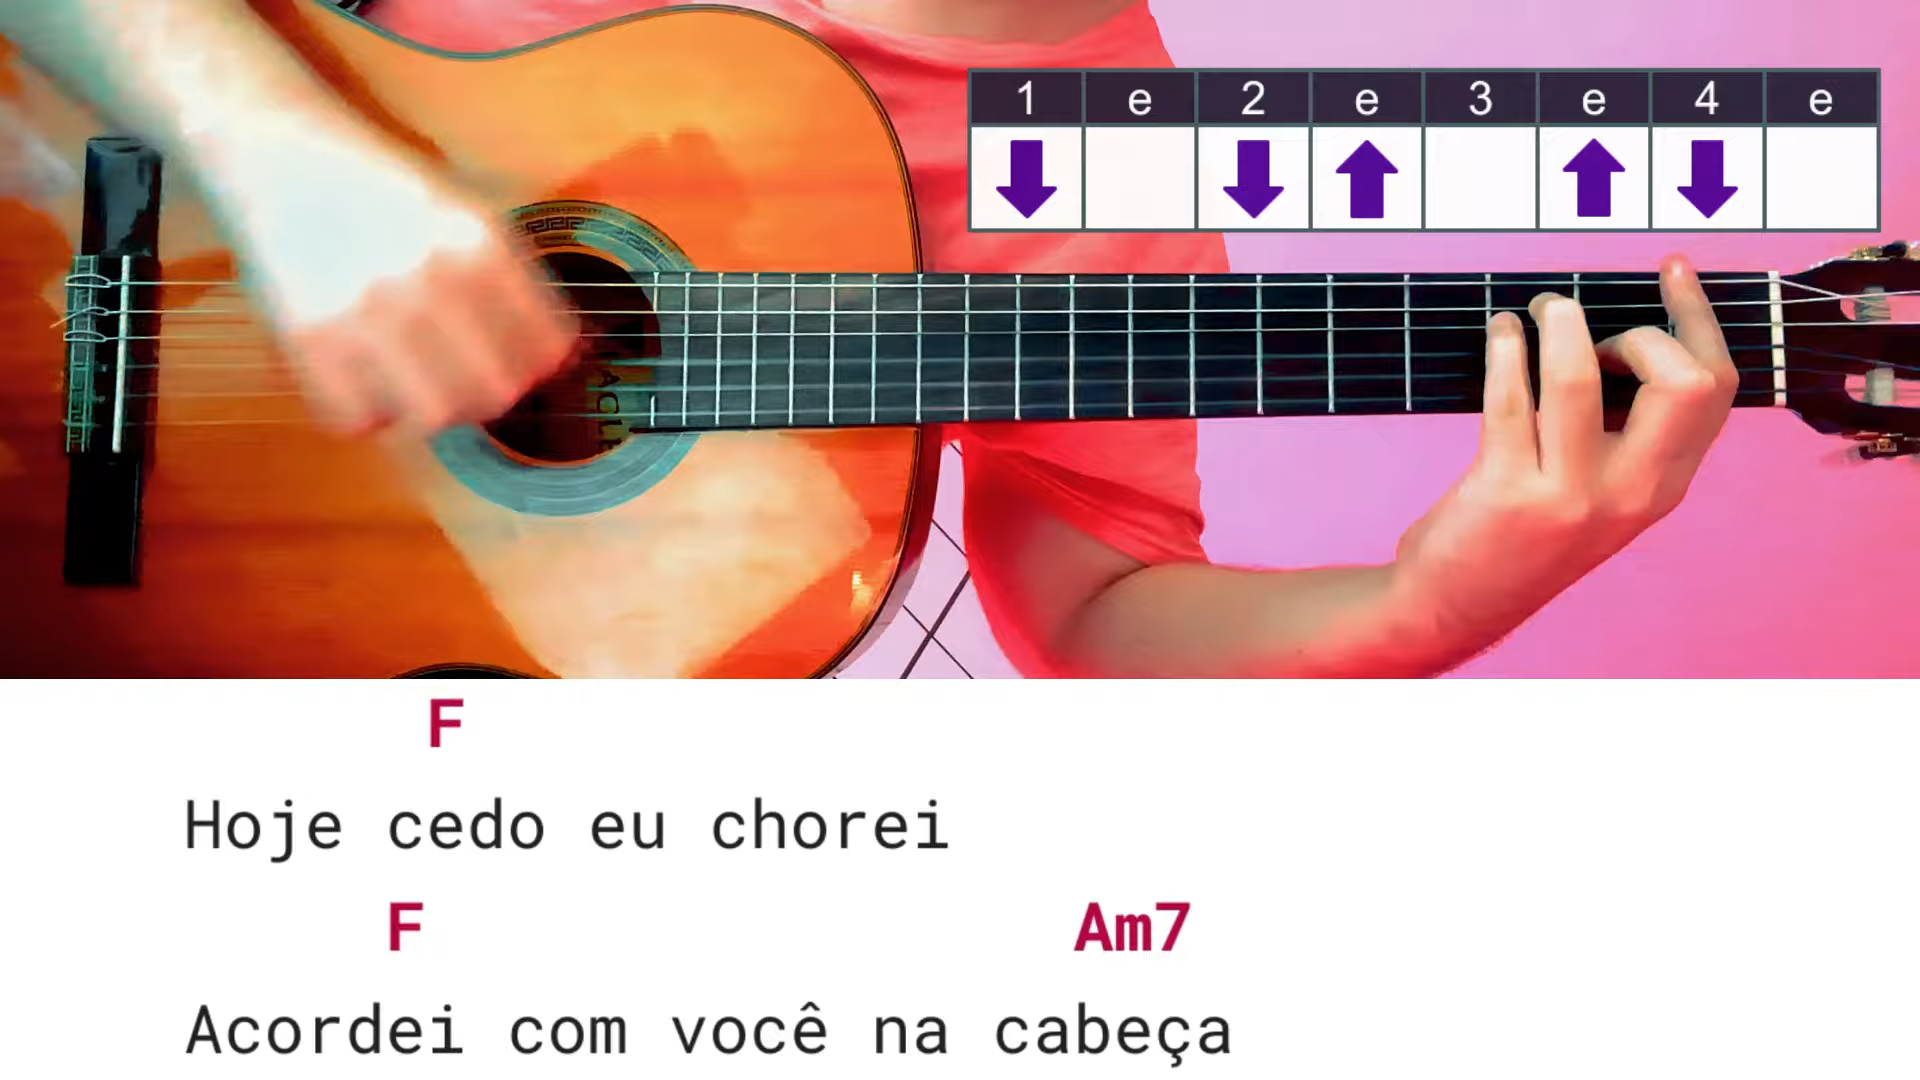 1 e 2 e 3 e 4 e
F
Hoje cedo eu chorei
F Am7
Acordei com você na cabeça